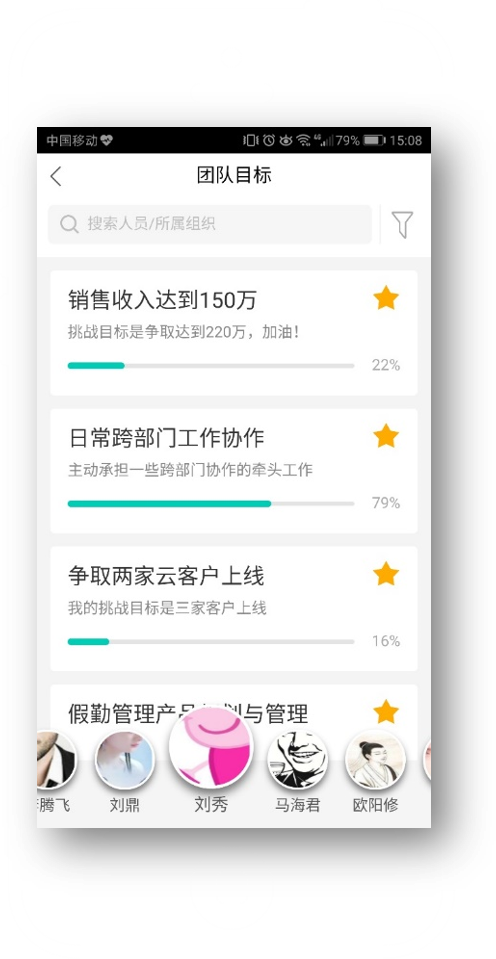 中国移动 79% 15:08
团队目标
搜索人员/所属组织
销售收入达到150万
挑战目标是争取达到220万，加油！
22%
日常跨部门工作协作
主动承担一些跨部门协作的牵头工作
79%
争取两家云客户上线
我的挑战目标是三家客户上线
16%
假勤管理产品 与管理
腾飞 刘鼎 刘秀 马海君 欧阳修